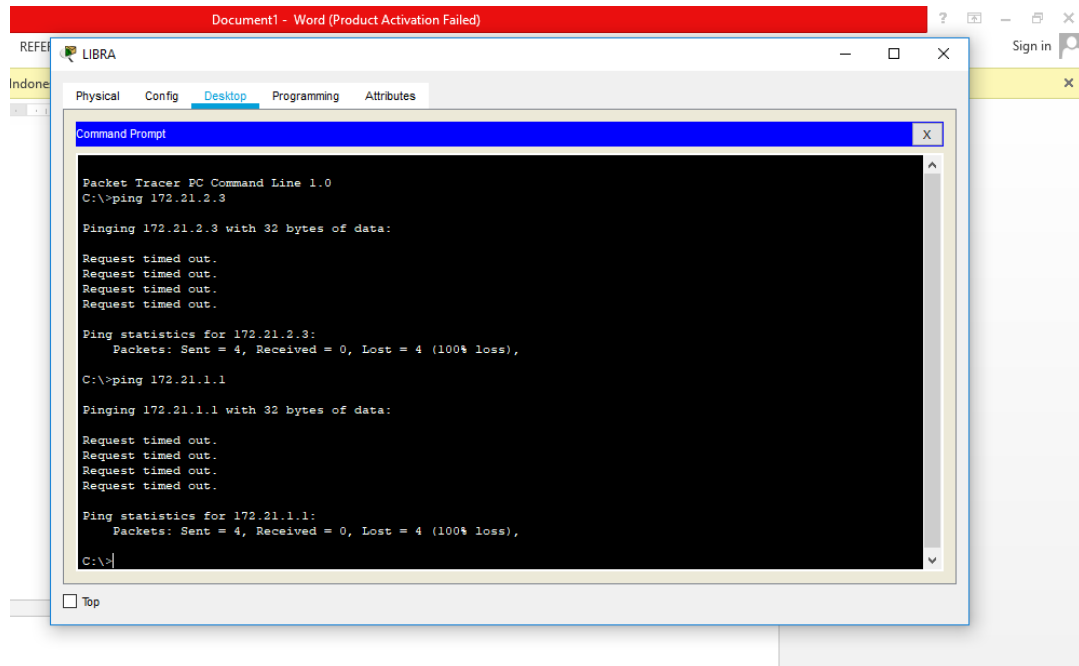 Document1 - Word (Product Activation Failed)
?
Sign in
LIBRA
Physical Config Desktop Programming Attributes
Command Prompt
X
Packet Tracer PC Command Line 1.0
C:\>ping 172.21.2.3
Pinging 172.21.2.3 with 32 bytes of data:
Request timed out.
Request timed out.
Request timed out.
Request timed out.
Ping statistics for 172.21.2.3:
Packets: Sent = 4, Received = 0, Lost = 4 (100% loss),
C:\>ping 172.21.1.1
Pinging 172.21.1.1 with 32 bytes of data:
Request timed out.
Request timed out.
Request timed out.
Request timed out.
Ping statistics for 172.21.1.1:
Packets: Sent = 4, Received = 0, Lost = 4 (100% loss),
C:\>
Top